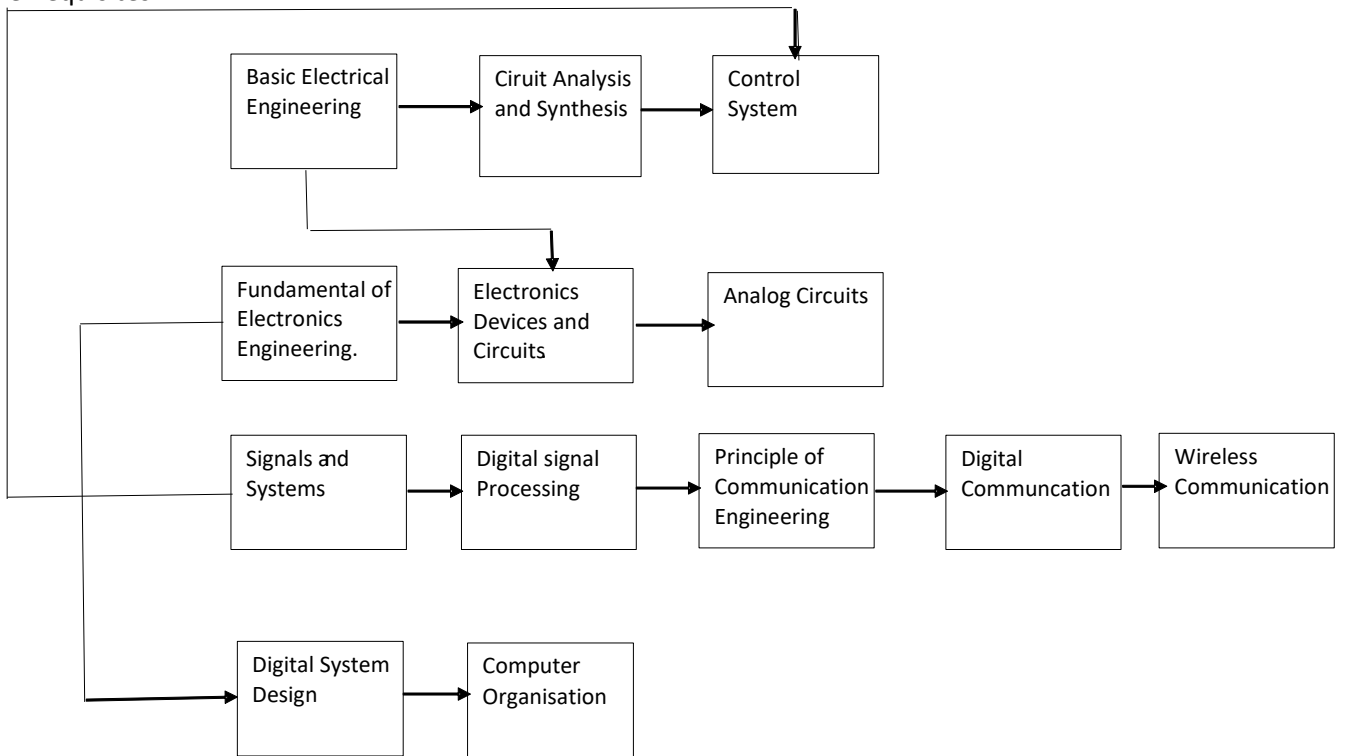 Basic Electrical
Engineering
Ciruit Analysis
and Synthesis
Control
System
Fundamental of
Electronics
Engineering.
Electronics
Devices and
Circuits.
Analog Circuits
Signals and
Systems
Digital signal
Processing
Principle of
Communication
Engineering
Digital
Communcation
Wireless
Communication
Digital System
Design
Computer
Organisation